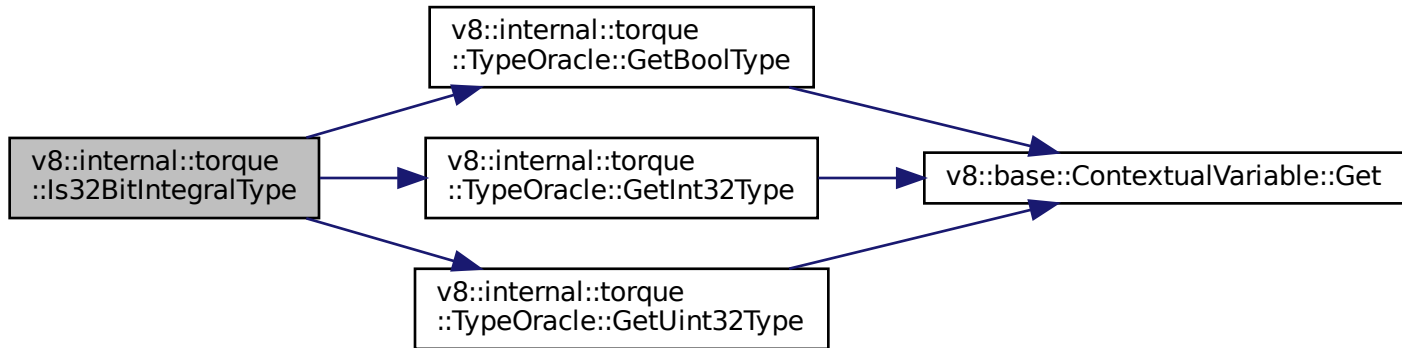 v8::internal::torque
::TypeOracle::GetBoolType
v8::internal::torque
::Is32BitIntegralType
v8::internal::torque
::TypeOracle::GetInt32Type
v8::base::ContextualVariable::Get
v8::internal::torque
::TypeOracle::GetUint32Type